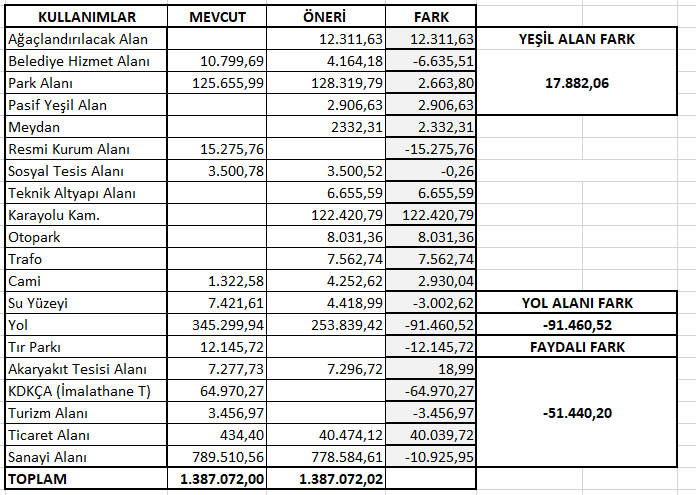 KULLANIMLAR MEVCUT ÖNERİ FARK
Ağaçlandırılacak Alan 12.311,63 12.311,63 YEŞİL ALAN FARK
Belediye Hizmet Alanı 10.799,69 4.164,18 -6.635,51
Park Alanı 125.655,99 128.319,79 2.663,80 17.882,06
Pasif Yeşil Alan 2.906,63 2.906,63
Meydan 2332,31 2.332,31
Resmi Kurum Alanı 15.275,76 -15.275,76
Sosyal Tesis Alanı 3.500,78 3.500,52 -0,26
Teknik Altyapı Alanı 6.655,59 6.655,59
Karayolu Kam. 122.420,79 122.420,79
Otopark 8.031,36 8.031,36
Trafo 7.562,74 7.562,74
Cami 1.322,58 4.252,62 2.930,04
Su Yüzeyi 7.421,61 4.418,99 -3.002,62 YOL ALANI FARK
Yol 345.299,94 253.839,42 -91.460,52 -91.460,52
Tır Parkı 12.145,72 -12.145,72 FAYDALI FARK
Akaryakıt Tesisi Alanı 7.277,73 7.296,72 18,99
KDKÇA (İmalathane T) 64.970,27 -64.970,27
Turizm Alanı 3.456,97 -3.456,97 -51.440,20
Ticaret Alanı 434,40 40.474,12 40.039,72
Sanayi Alanı 789.510,56 778.584,61 -10.925,95
TOPLAM 1.387.072,00 1.387.072,02